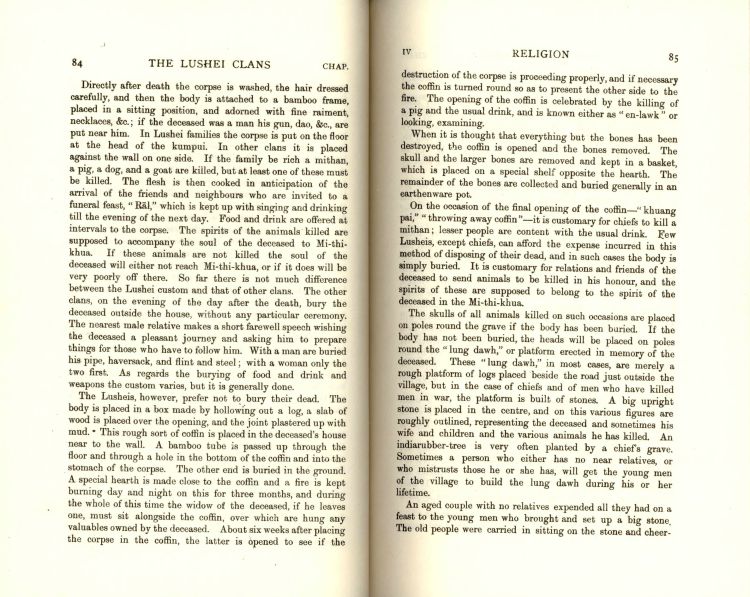 84 THE LUSHEI CLANS CHAP.
Directly after death the corpse is washed, the hair dressed
carefully, and then the body is attached to a bamboo frame,
placed in a sitting position, and adorned with fine raiment,
necklaces, &c.; if the deceased was a man his gun, dao, &c., are
put near him. In Lushei families the corpse is put on the floor
at the head of the kumpui. In other clans it is placed
against the wall on one side. If the family be rich a mithan,
a pig, a dog, and a goat are killed, but at least one of these must
be killed. The flesh is then cooked in anticipation of the
arrival of the friends and neighbours who are invited to a
funeral feast, "Râl," which is kept up with singing and drinking
till the evening of the next day. Food and drink are offered at
intervals to the corpse. The spirits of the animals killed are
supposed to accompany the soul of the deceased to Mi-thi-
khua. If these animals are not killed the soul of the
deceased will either not reach Mi-thi-khua, or if it does will be
very poorly off there. So far there is not much difference
between the Lushei custom and that of other clans. The other
clans, on the evening of the day after the death, bury the
deceased outside the house, without any particular ceremony.
The nearest male relative makes a short farewell speech wishing
the deceased a pleasant journey and asking him to prepare
things for those who have to follow him. With a man are buried
his pipe, haversack, and flint and steel; with a woman only the
two first. As regards the burying of food and drink and
weapons the custom varies, but it is generally done.
The Lusheis, however, prefer not to bury their dead. The
body is placed in a box made by hollowing out a log, a slab of
wood is placed over the opening, and the joint plastered up with
mud. This rough sort of coffin is placed in the deceased's house
near to the wall. A bamboo tube is passed up through the
floor and through a hole in the bottom of the coffin and into the
stomach of the corpse. The other end is buried in the ground.
A special hearth is made close to the coffin and a fire is kept
burning day and night on this for three months, and during
the whole of this time the widow of the deceased, if he leaves
one, must sit alongside the coffin, over which are hung any
valuables owned by the deceased. About six weeks after placing
the corpse in the coffin, the latter is opened to see if the
IV RELIGION 85
destruction of the corpse is proceeding properly, and if necessary
the coffin is turned round so as to present the other side to the
fire. The opening of the coffin is celebrated by the killing of
a pig and the usual drink, and is known either as "en-lawk" or
looking, examining.
When it is thought that everything but the bones has been
destroyed, the coffin is opened and the bones removed. The
skull and the larger bones are removed and kept in a basket,
which is placed on a special shelf opposite the hearth. The
remainder of the bones are collected and buried generally in an
earthenware pot.
On the occasion of the final opening of the coffin—"khuang
pai," "throwing away coffin"—it is customary for chiefs to kill a
mithan; lesser people are content with the usual drink. Few
Lusheis, except chiefs, can afford the expense incurred in this
method of disposing of their dead, and in such cases the body is
simply buried. It is customary for relations and friends of the
deceased to send animals to be killed in his honour, and the
spirits of these are supposed to belong to the spirit of the
deceased in the Mi-thi-khua.
The skulls of all animals killed on such occasions are placed
on poles round the grave if the body has been buried. If the
body has not been buried, the heads will be placed on poles
round the "lung dawh," or platform erected in memory of the
deceased. These "lung dawh," in most cases, are merely a
rough platform of logs placed beside the road just outside the
village, but in the case of chiefs and of men who have killed
men in war, the platform is built of stones. A big upright
stone is placed in the centre, and on this various figures are
roughly outlined, representing the deceased and sometimes his
wife and children and the various animals he has killed. An
indiarubber-tree is very often planted by a chief's grave.
Sometimes a person who either has no near relatives, or
who mistrusts those he or she has, will get the young men
of the village to build the lung dawh during his or her
lifetime.
An aged couple with no relatives expended all they had on a
feast to the young men who brought and set up a big stone.
The old people were carried in sitting on the stone and cheer-